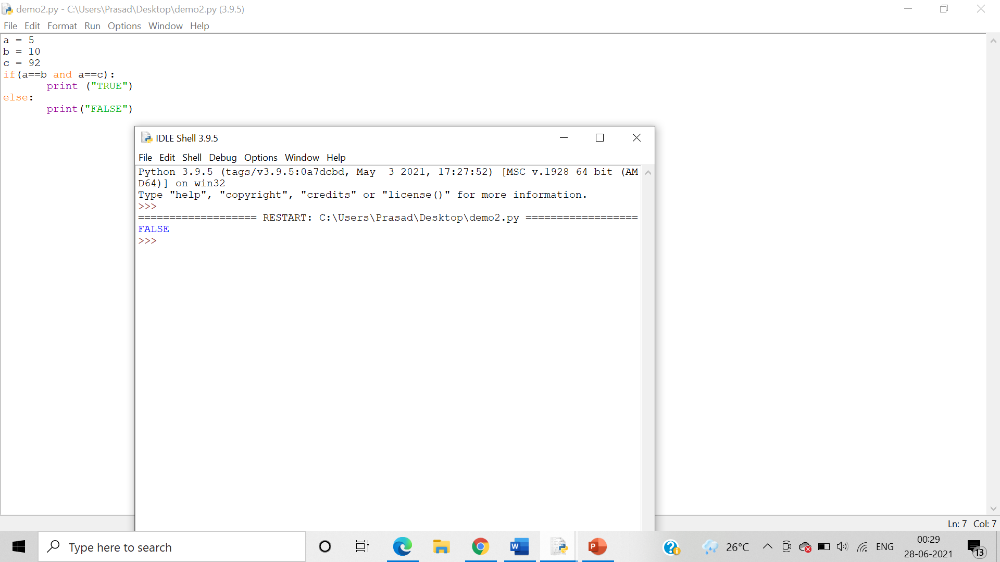 demo2.py - C:\Users\Prasad\Desktop\demo2.py (3.9.5)
File Edit Format Run Options Window Help
a = 5
b = 10
c = 92
if(a==b and a==c):
       print ("TRUE")
else:
       print("FALSE")
IDLE Shell 3.9.5
File Edit Shell Debug Options Window Help
Python 3.9.5 (tags/v3.9.5:0a7dcbd, May  3 2021, 17:27:52) [MSC v.1928 64 bit (AM
D64)] on win32
Type "help", "copyright", "credits" or "license()" for more information.
>>>
=================== RESTART: C:\Users\Prasad\Desktop\demo2.py ==================
FALSE
>>>
Ln: 7 Col: 7
Type here to search
W
P
26°C
ENG
00:29
28-06-2021
13